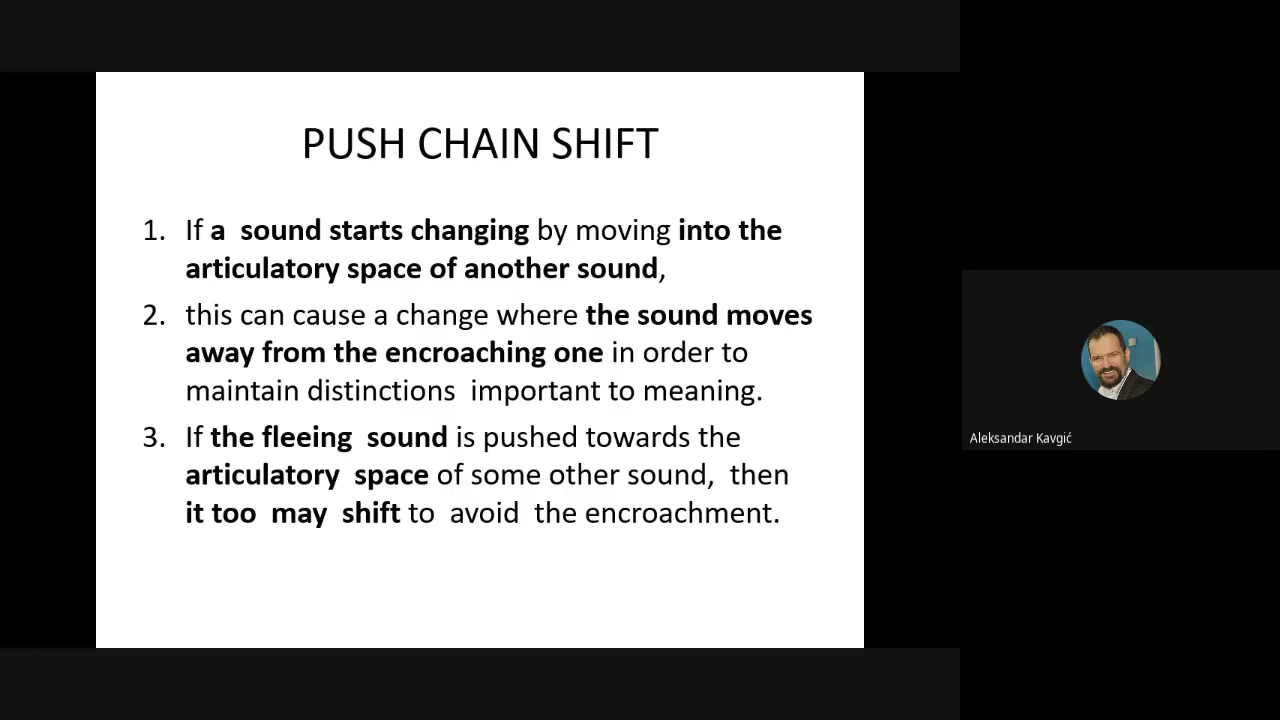 PUSH CHAIN SHIFT
1. If a sound starts changing by moving into the
articulatory space of another sound,
2. this can cause a change where the sound moves
away from the encroaching one in order to
maintain distinctions important to meaning.
3. If the fleeing sound is pushed towards the
articulatory space of some other sound, then
it too may shift to avoid the encroachment.
Aleksandar Kavgić